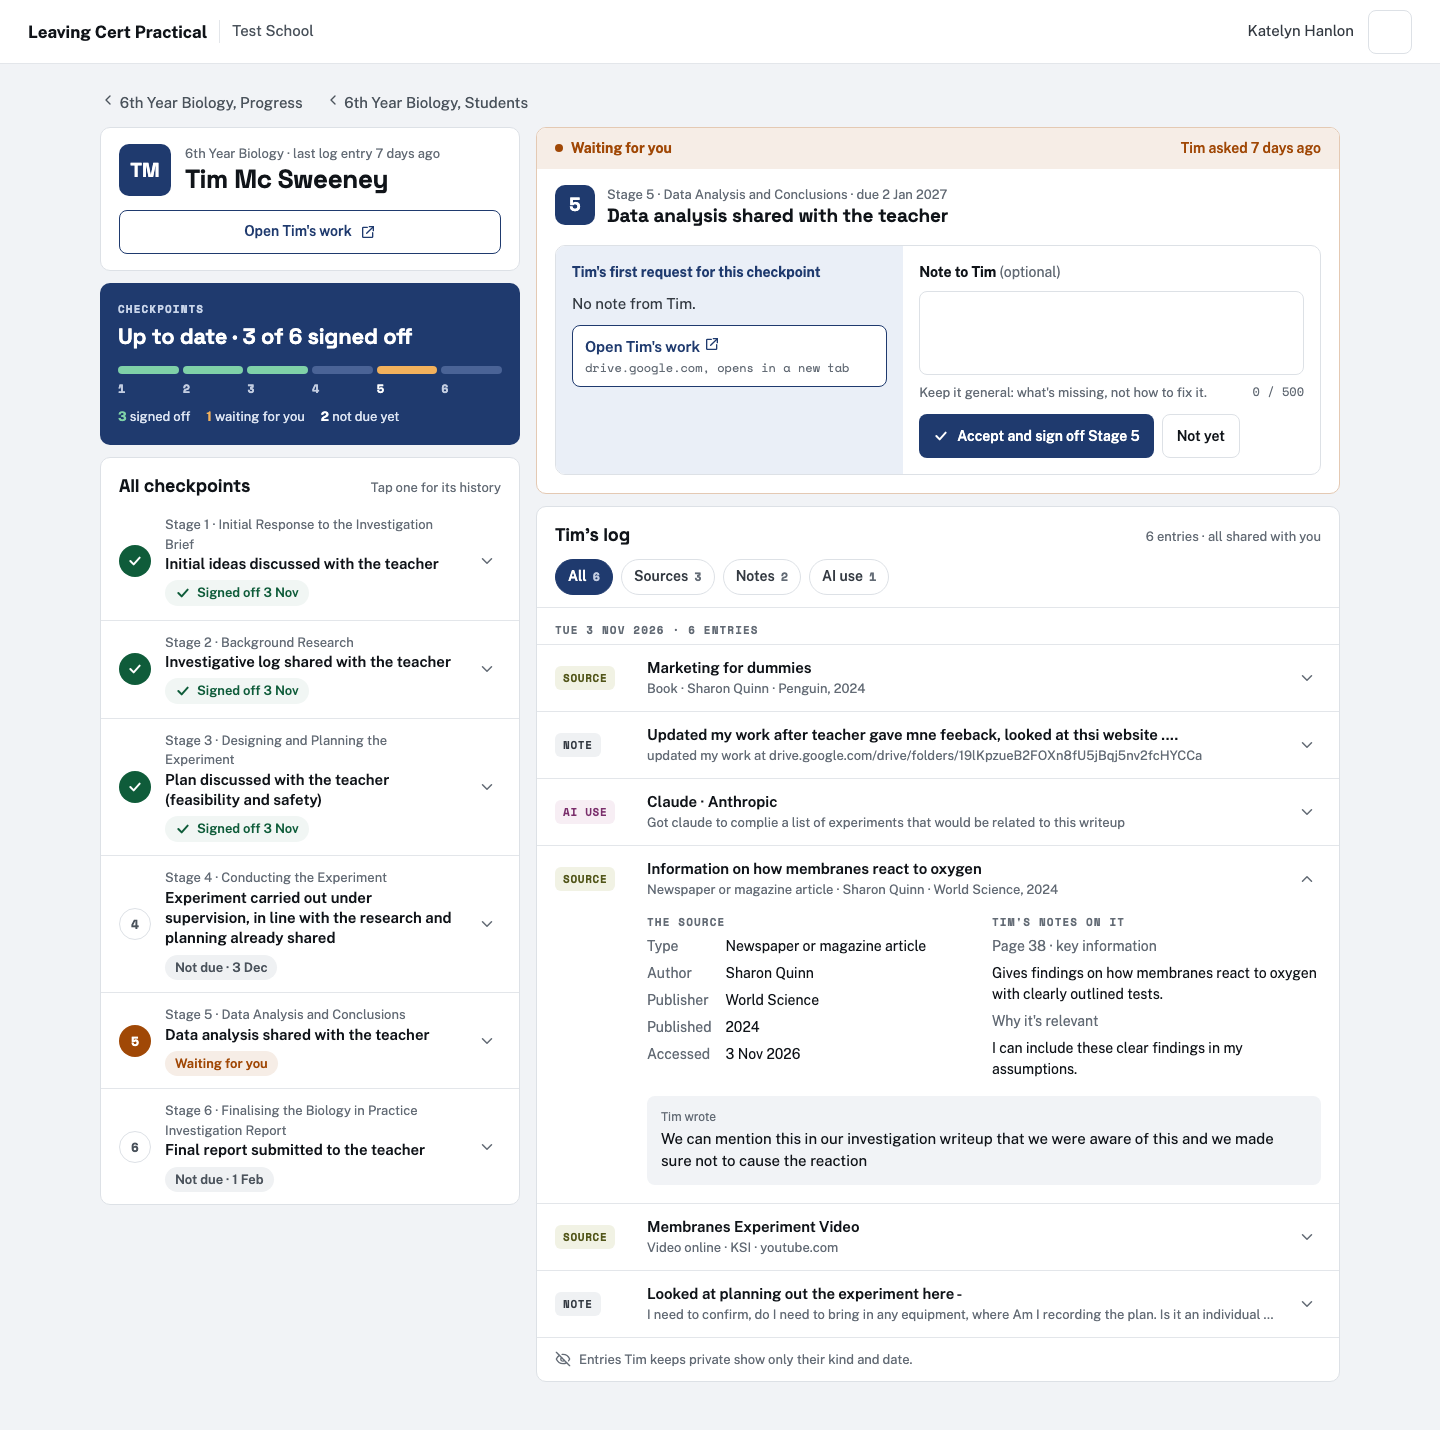 Leaving Cert Practical
Test School
Katelyn Hanlon
6th Year Biology, Progress
6th Year Biology, Students
TM
6th Year Biology · last log entry 7 days ago
Tim Mc Sweeney
Open Tim's work
CHECKPOINTS
Up to date · 3 of 6 signed off
1 2 3 4 5 6
3 signed off 1 waiting for you 2 not due yet
All checkpoints
Tap one for its history
Stage 1 · Initial Response to the Investigation
Brief
Initial ideas discussed with the teacher
Signed off 3 Nov
Stage 2 · Background Research
Investigative log shared with the teacher
Signed off 3 Nov
Stage 3 · Designing and Planning the
Experiment
Plan discussed with the teacher
(feasibility and safety)
Signed off 3 Nov
Stage 4 · Conducting the Experiment
4
Experiment carried out under
supervision, in line with the research and
planning already shared
Not due · 3 Dec
Stage 5 · Data Analysis and Conclusions
5
Data analysis shared with the teacher
Waiting for you
Stage 6 · Finalising the Biology in Practice
Investigation Report
6
Final report submitted to the teacher
Not due · 1 Feb
Waiting for you
Tim asked 7 days ago
5
Stage 5 · Data Analysis and Conclusions · due 2 Jan 2027
Data analysis shared with the teacher
Tim's first request for this checkpoint
No note from Tim.
Open Tim's work
drive.google.com, opens in a new tab
Note to Tim (optional)
Keep it general: what's missing, not how to fix it.
0 / 500
Accept and sign off Stage 5
Not yet
Tim's log
6 entries · all shared with you
All 6
Sources 3
Notes 2
AI use 1
TUE 3 NOV 2026 · 6 ENTRIES
SOURCE
Marketing for dummies
Book · Sharon Quinn · Penguin, 2024
NOTE
Updated my work after teacher gave mne feeback, looked at thsi website ....
updated my work at drive.google.com/drive/folders/19lKpzueB2FOXn8fU5jBqj5nv2fcHYCCa
AI USE
Claude · Anthropic
Got claude to complie a list of experiments that would be related to this writeup
SOURCE
Information on how membranes react to oxygen
Newspaper or magazine article · Sharon Quinn · World Science, 2024
THE SOURCE
Type Newspaper or magazine article
Author Sharon Quinn
Publisher World Science
Published 2024
Accessed 3 Nov 2026
TIM'S NOTES ON IT
Page 38 · key information
Gives findings on how membranes react to oxygen
with clearly outlined tests.
Why it's relevant
I can include these clear findings in my
assumptions.
Tim wrote
We can mention this in our investigation writeup that we were aware of this and we made
sure not to cause the reaction
SOURCE
Membranes Experiment Video
Video online · KSI · youtube.com
NOTE
Looked at planning out the experiment here -
I need to confirm, do I need to bring in any equipment, where Am I recording the plan. Is it an individual ...
Entries Tim keeps private show only their kind and date.